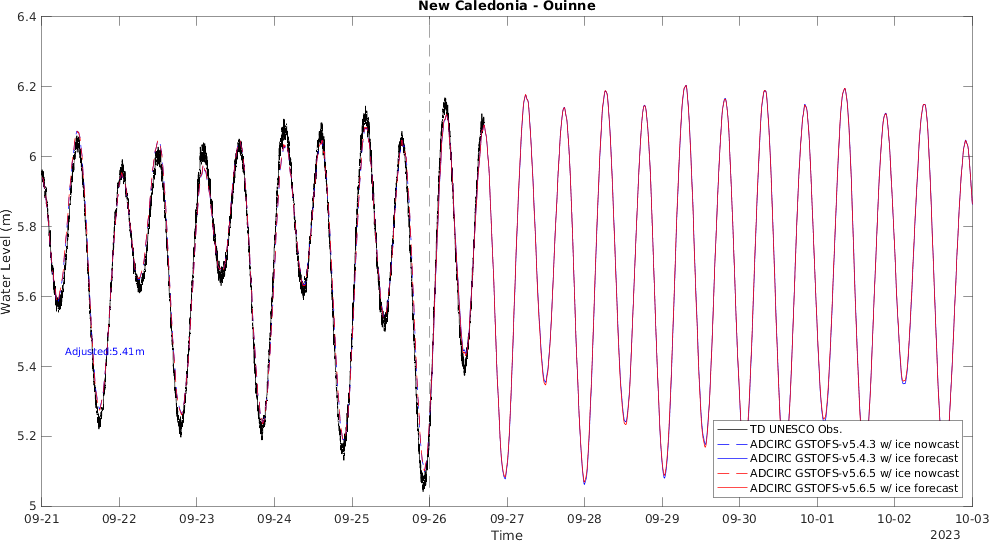 New Caledonia - Ouinne
6.4
6.2
6
5.8
5.6
5.4
5.2
5
Water Level (m)
Adjusted:5.41m
TD UNESCO Obs.
ADCIRC GSTOFS-v5.4.3 w/ ice nowcast
ADCIRC GSTOFS-v5.4.3 w/ ice forecast
ADCIRC GSTOFS-v5.6.5 w/ ice nowcast
ADCIRC GSTOFS-v5.6.5 w/ ice forecast
09-21 09-22 09-23 09-24 09-25 09-26 09-27 09-28 09-29 09-30 10-01 10-02 10-03
Time
2023